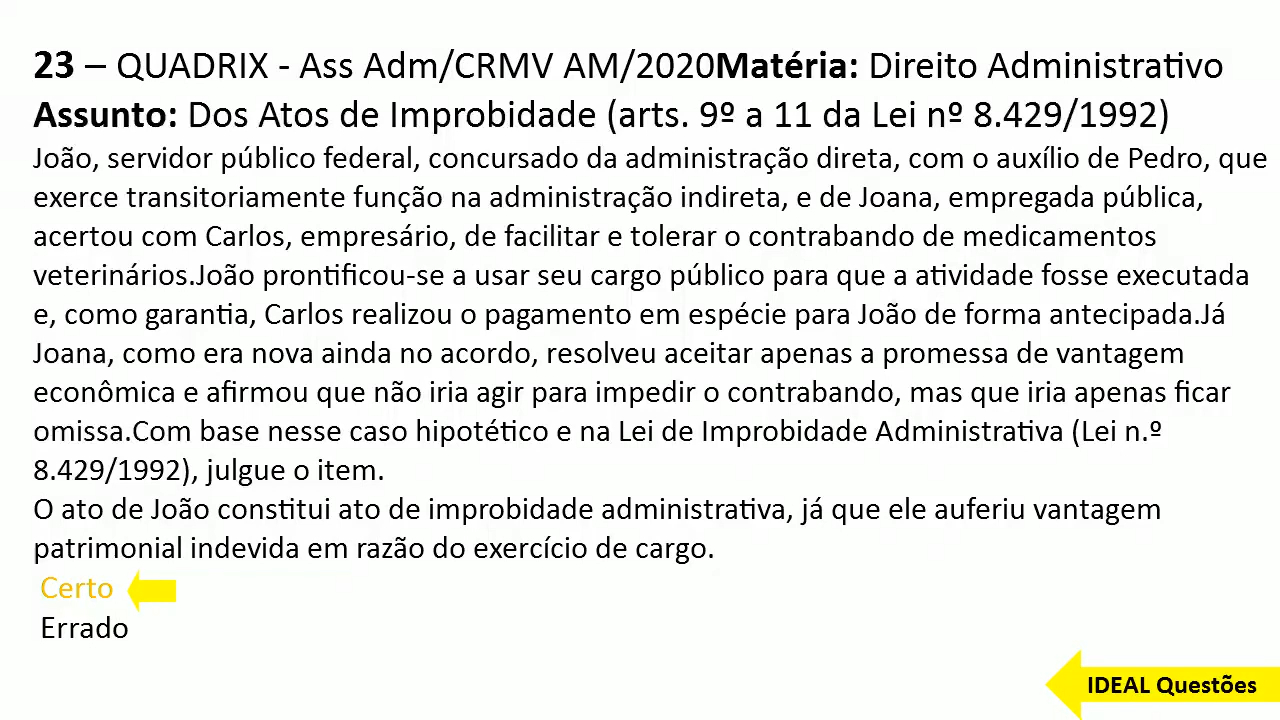 23 – QUADRIX - Ass Adm/CRMV AM/2020Matéria: Direito Administrativo
Assunto: Dos Atos de Improbidade (arts. 9º a 11 da Lei nº 8.429/1992)
João, servidor público federal, concursado da administração direta, com o auxílio de Pedro, que
exerce transitoriamente função na administração indireta, e de Joana, empregada pública,
acertou com Carlos, empresário, de facilitar e tolerar o contrabando de medicamentos
veterinários.João prontificou-se a usar seu cargo público para que a atividade fosse executada
e, como garantia, Carlos realizou o pagamento em espécie para João de forma antecipada.Já
Joana, como era nova ainda no acordo, resolveu aceitar apenas a promessa de vantagem
econômica e afirmou que não iria agir para impedir o contrabando, mas que iria apenas ficar
omissa.Com base nesse caso hipotético e na Lei de Improbidade Administrativa (Lei n.º
8.429/1992), julgue o item.
O ato de João constitui ato de improbidade administrativa, já que ele auferiu vantagem
patrimonial indevida em razão do exercício de cargo.
Certo
Errado
IDEAL Questões